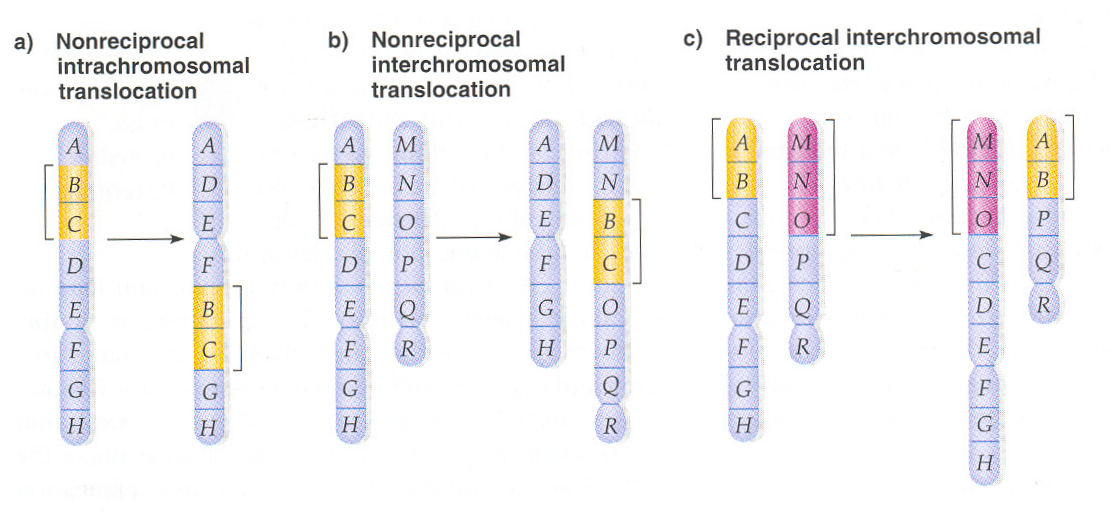 a) Nonreciprocal
intrachromosomal
translocation
A
B
C
D
E
F
G
H
A
D
E
F
B
C
G
H
b) Nonreciprocal
interchromosomal
translocation
A
B
C
D
E
F
G
H
M
N
O
P
Q
R
A
D
E
F
G
H
M
N
B
C
O
P
Q
R
c) Reciprocal interchromosomal
translocation
A
B
C
D
E
F
G
H
M
N
O
P
Q
R
M
N
O
C
D
E
F
G
H
A
B
P
Q
R